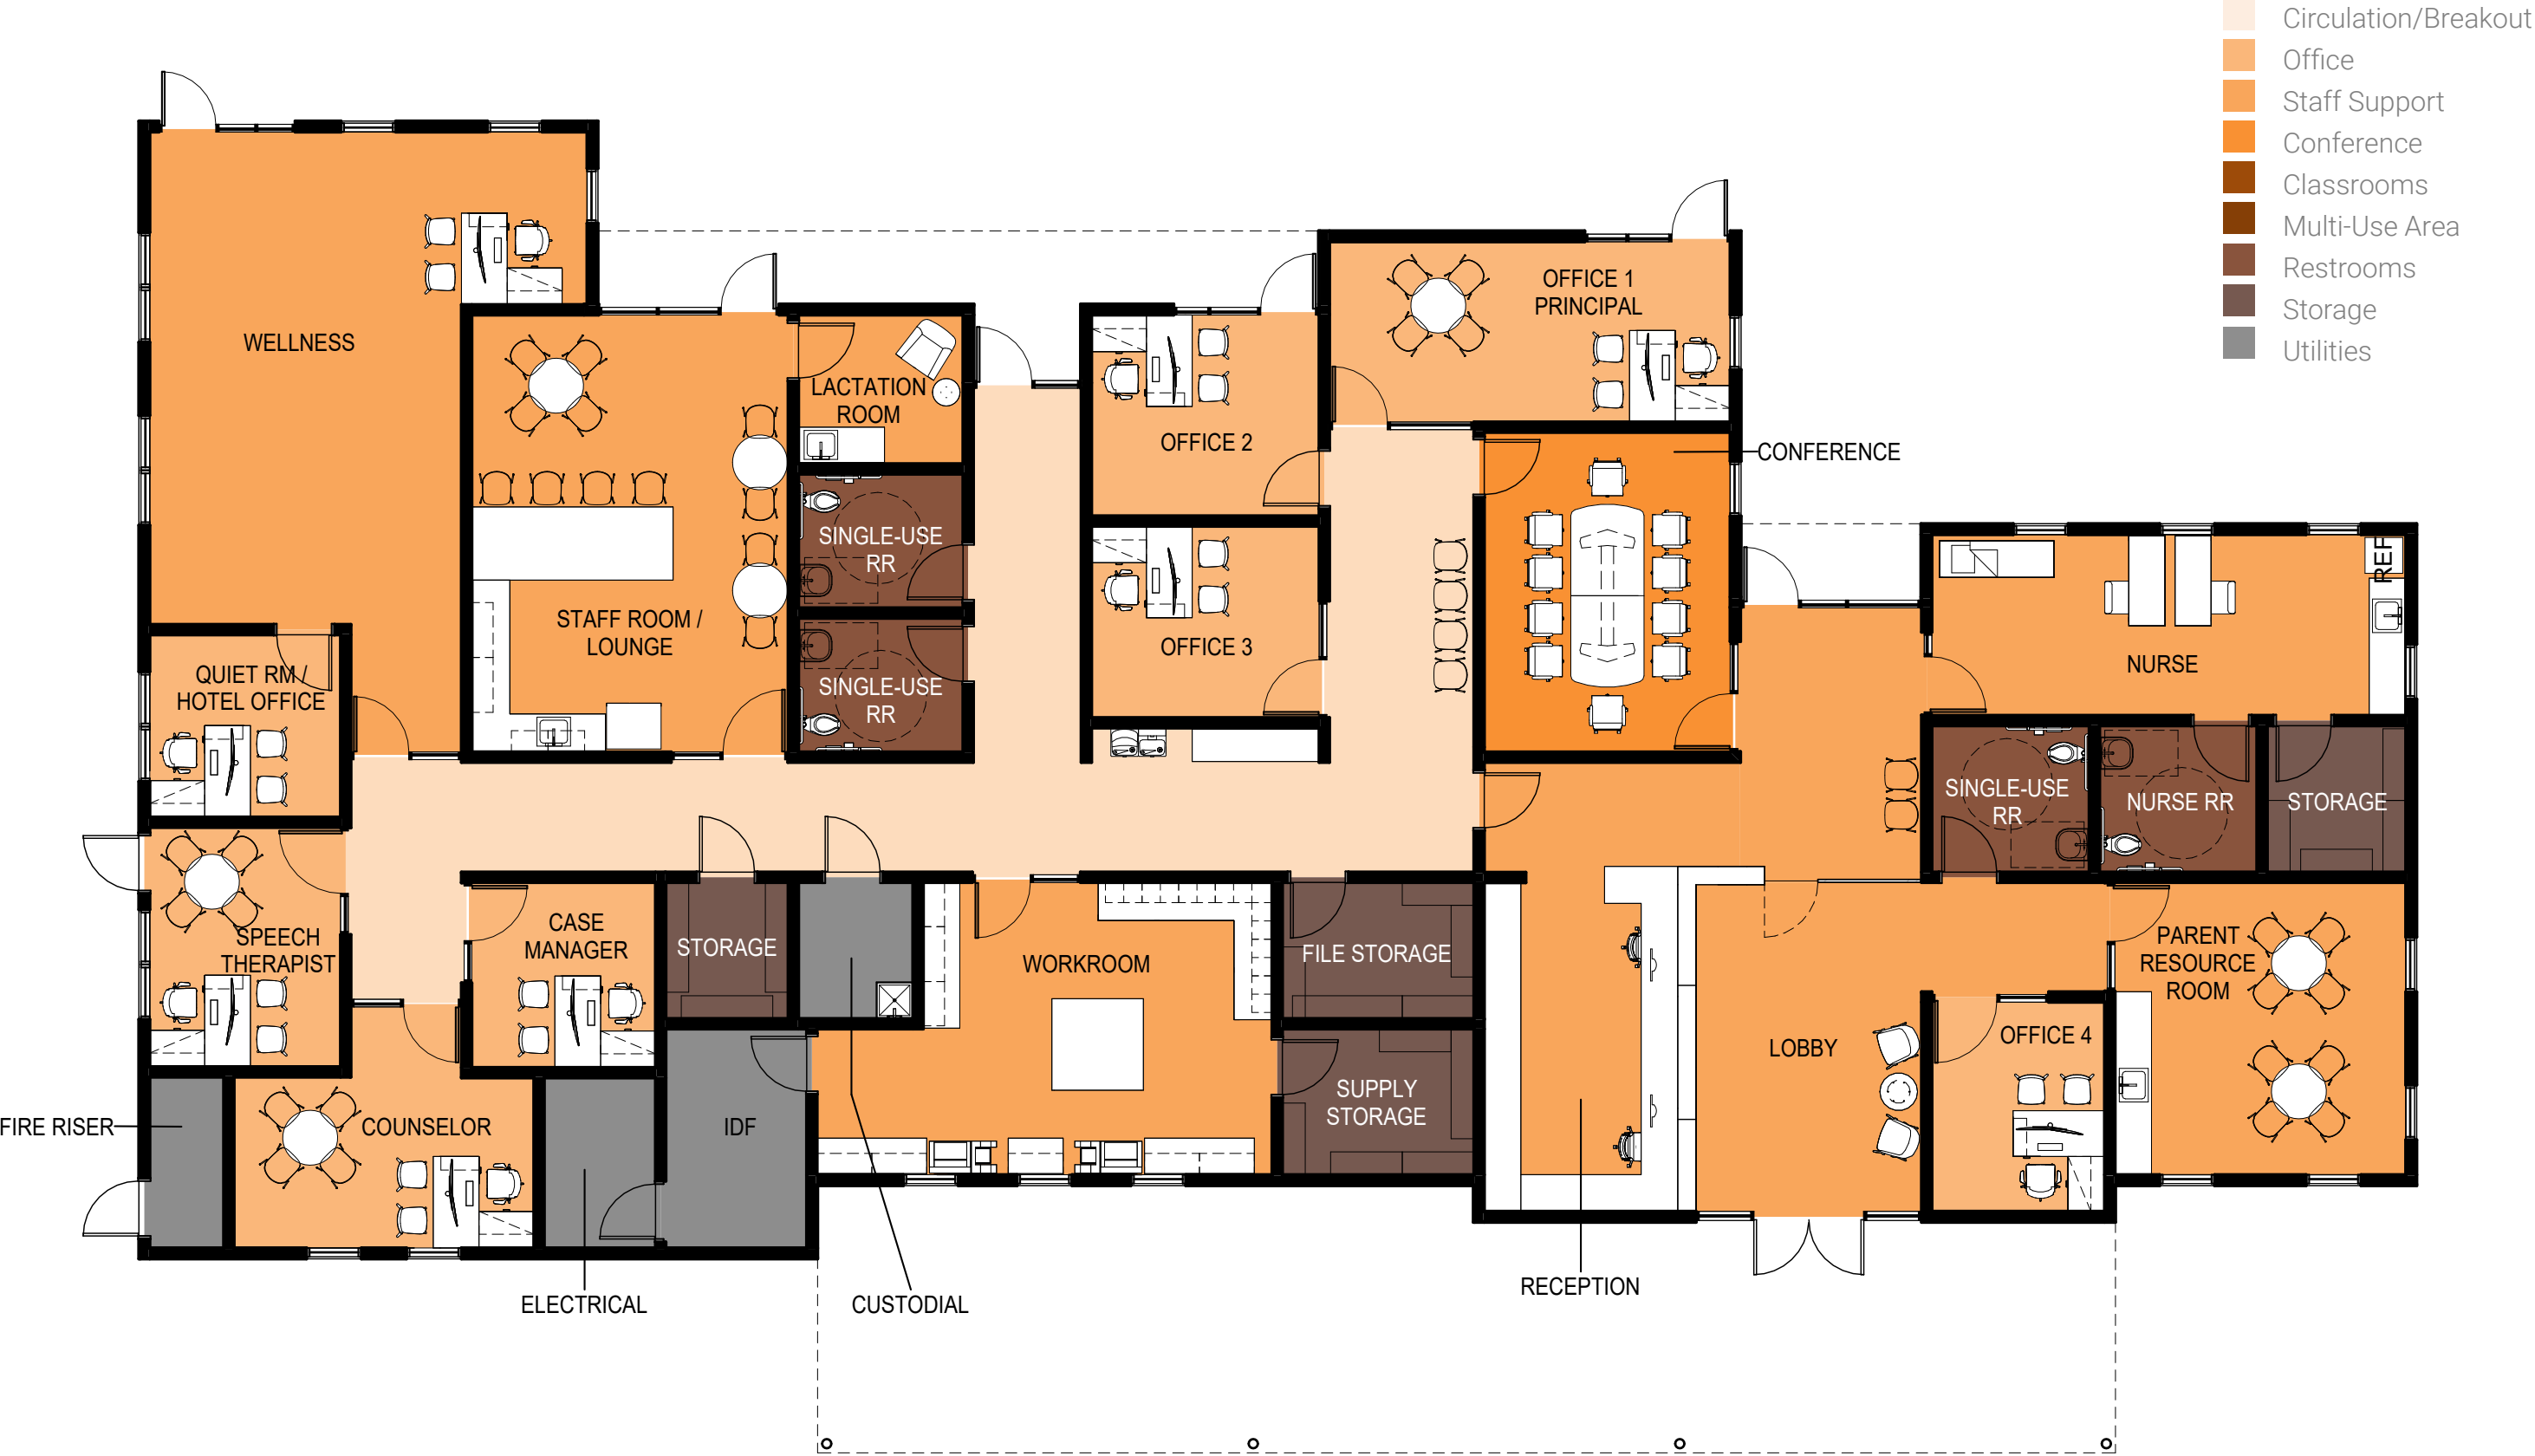 Circulation/Breakout
Office
Staff Support
Conference
Classrooms
Multi-Use Area
Restrooms
Storage
Utilities
WELLNESS
OFFICE 1
PRINCIPAL
LACTATION
ROOM
OFFICE 2
CONFERENCE
SINGLE-USE
RR
REF
STAFF ROOM /
LOUNGE
OFFICE 3
NURSE
QUIET RM /
HOTEL OFFICE
SINGLE-USE
RR
SINGLE-USE
RR
NURSE RR
STORAGE
SPEECH
THERAPIST
CASE
MANAGER
STORAGE
WORKROOM
FILE STORAGE
PARENT
RESOURCE
ROOM
LOBBY
OFFICE 4
SUPPLY
STORAGE
FIRE RISER
COUNSELOR
IDF
ELECTRICAL
CUSTODIAL
RECEPTION